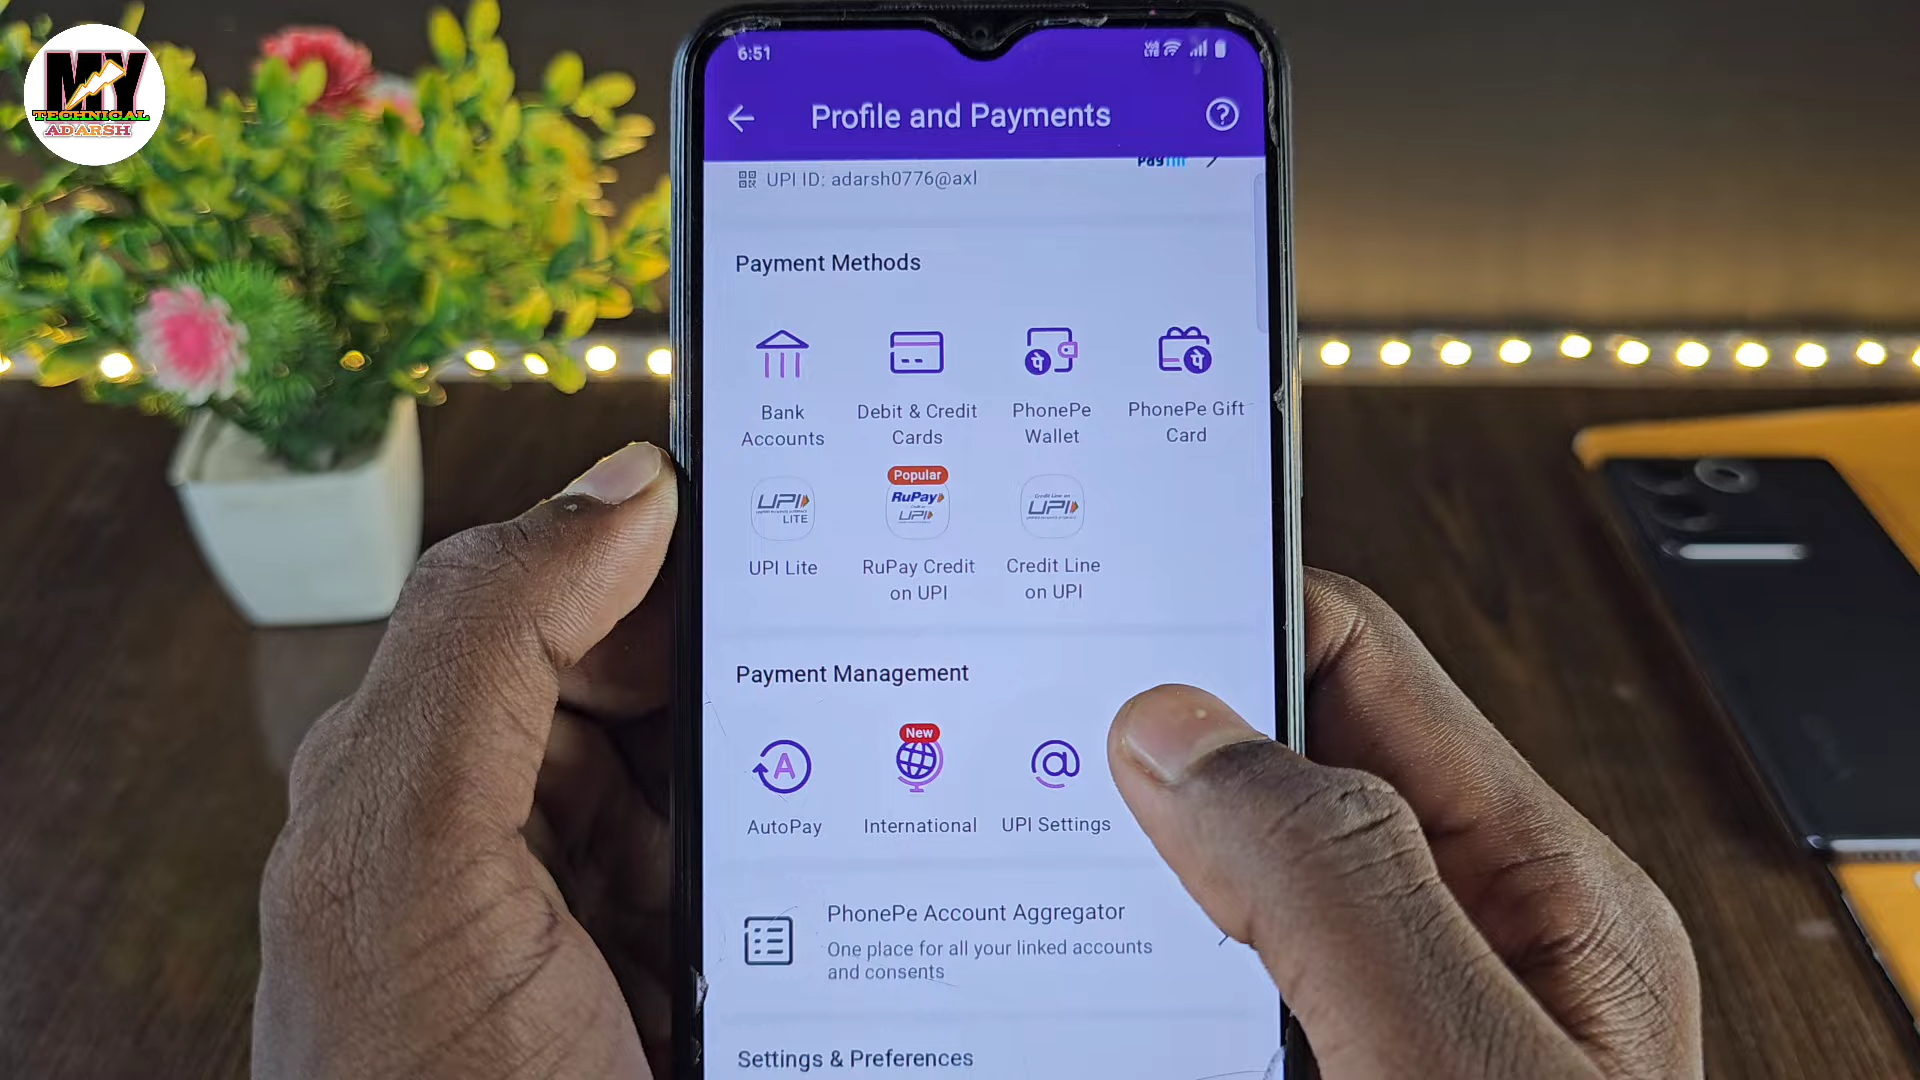 MY
TECHNICAL
ADARSH
6:51
Profile and Payments
?
Paytm
UPI ID: adarsh0776@axl
Payment Methods
Bank Accounts
Debit & Credit Cards
PhonePe Wallet
PhonePe Gift Card
UPI
LITE
UPI Lite
Popular
RuPay
UPI
RuPay Credit on UPI
Credit Line on
UPI
Credit Line on UPI
Payment Management
A
AutoPay
New
International
@
UPI Settings
PhonePe Account Aggregator
One place for all your linked accounts
and consents
Settings & Preferences